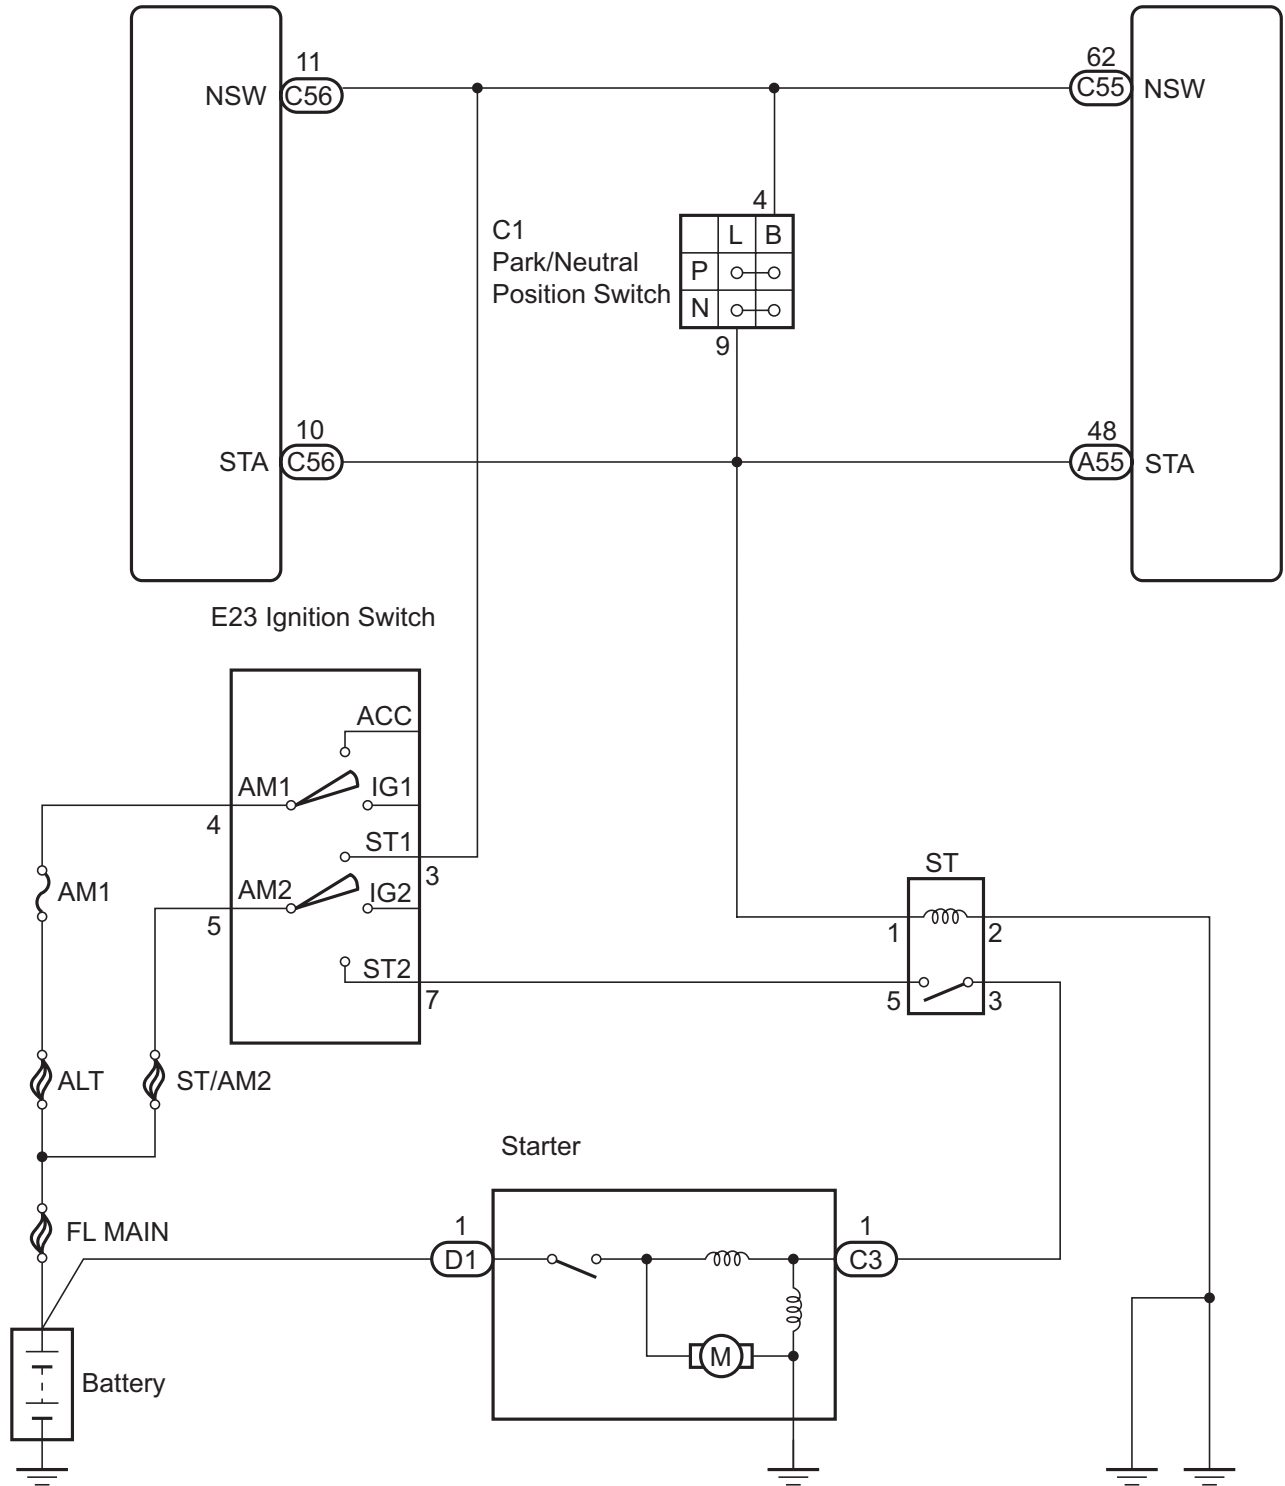 11
62
NSW
C56
C55
NSW
4
C1
Park/Neutral
Position Switch
L B
P
N
9
10
48
STA
C56
A55
STA
E23 Ignition Switch
ACC
AM1
IG1
4
ST1
3
AM1
AM2
IG2
5
ST2
7
ST
1
2
5
3
ALT
ST/AM2
Starter
FL MAIN
1
D1
1
C3
M
Battery